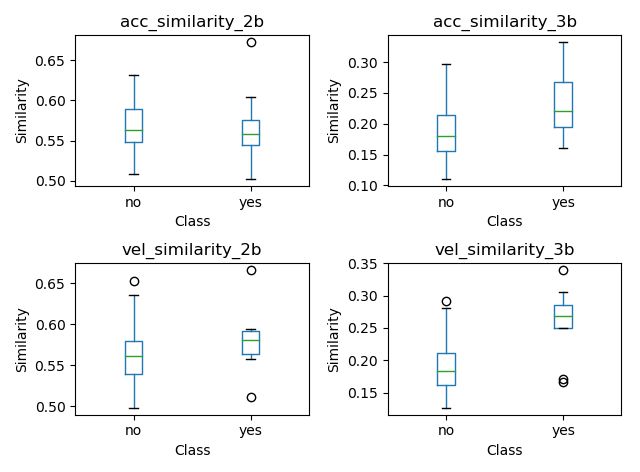 acc_similarity_2b
Similarity
0.65
0.60
0.55
0.50
no
yes
Class
acc_similarity_3b
Similarity
0.30
0.25
0.20
0.15
0.10
no
yes
Class
vel_similarity_2b
Similarity
0.65
0.60
0.55
0.50
no
yes
Class
vel_similarity_3b
Similarity
0.35
0.30
0.25
0.20
0.15
no
yes
Class